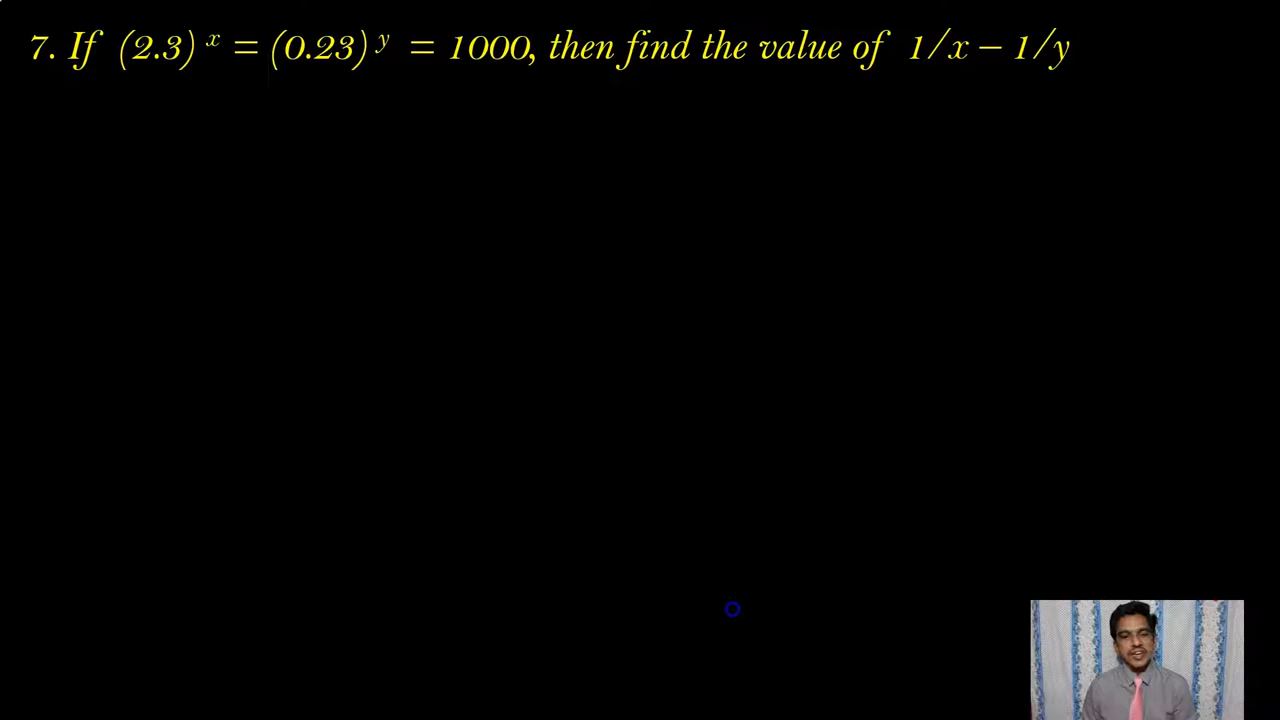 7. If (2.3) ˣ = (0.23) ʸ = 1000, then find the value of 1/x – 1/y